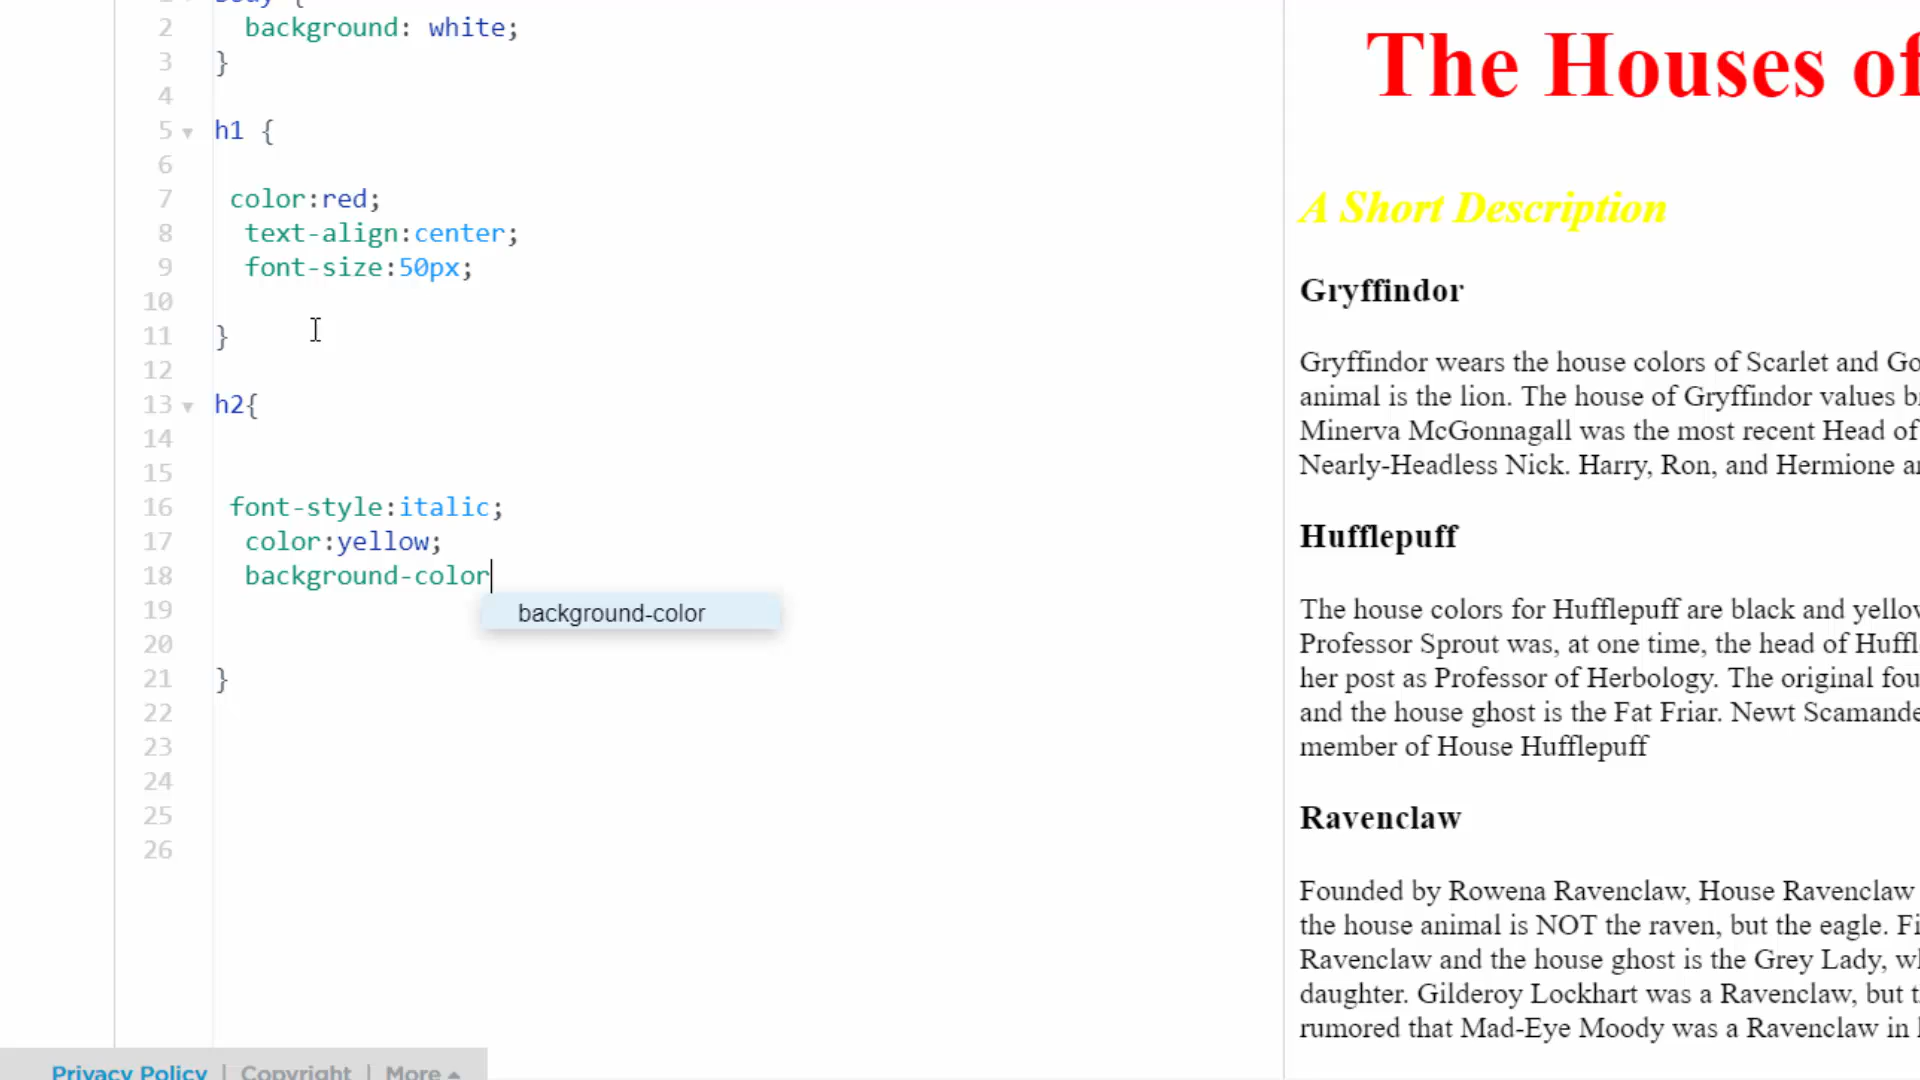 1 body {
2 background: white;
3 }
4
5 h1 {
6
7 color:red;
8 text-align:center;
9 font-size:50px;
10
11 }
12
13 h2{
14
15
16 font-style:italic;
17 color:yellow;
18 background-color
background-color
19
20
21 }
22
23
24
25
26
Privacy Policy | Copyright | More
The Houses of
A Short Description
Gryffindor
Gryffindor wears the house colors of Scarlet and Go
animal is the lion. The house of Gryffindor values b
Minerva McGonnagall was the most recent Head of
Nearly-Headless Nick. Harry, Ron, and Hermione a
Hufflepuff
The house colors for Hufflepuff are black and yellow
Professor Sprout was, at one time, the head of Huffl
her post as Professor of Herbology. The original fou
and the house ghost is the Fat Friar. Newt Scamande
member of House Hufflepuff
Ravenclaw
Founded by Rowena Ravenclaw, House Ravenclaw
the house animal is NOT the raven, but the eagle. Fi
Ravenclaw and the house ghost is the Grey Lady, w
daughter. Gilderoy Lockhart was a Ravenclaw, but t
rumored that Mad-Eye Moody was a Ravenclaw in